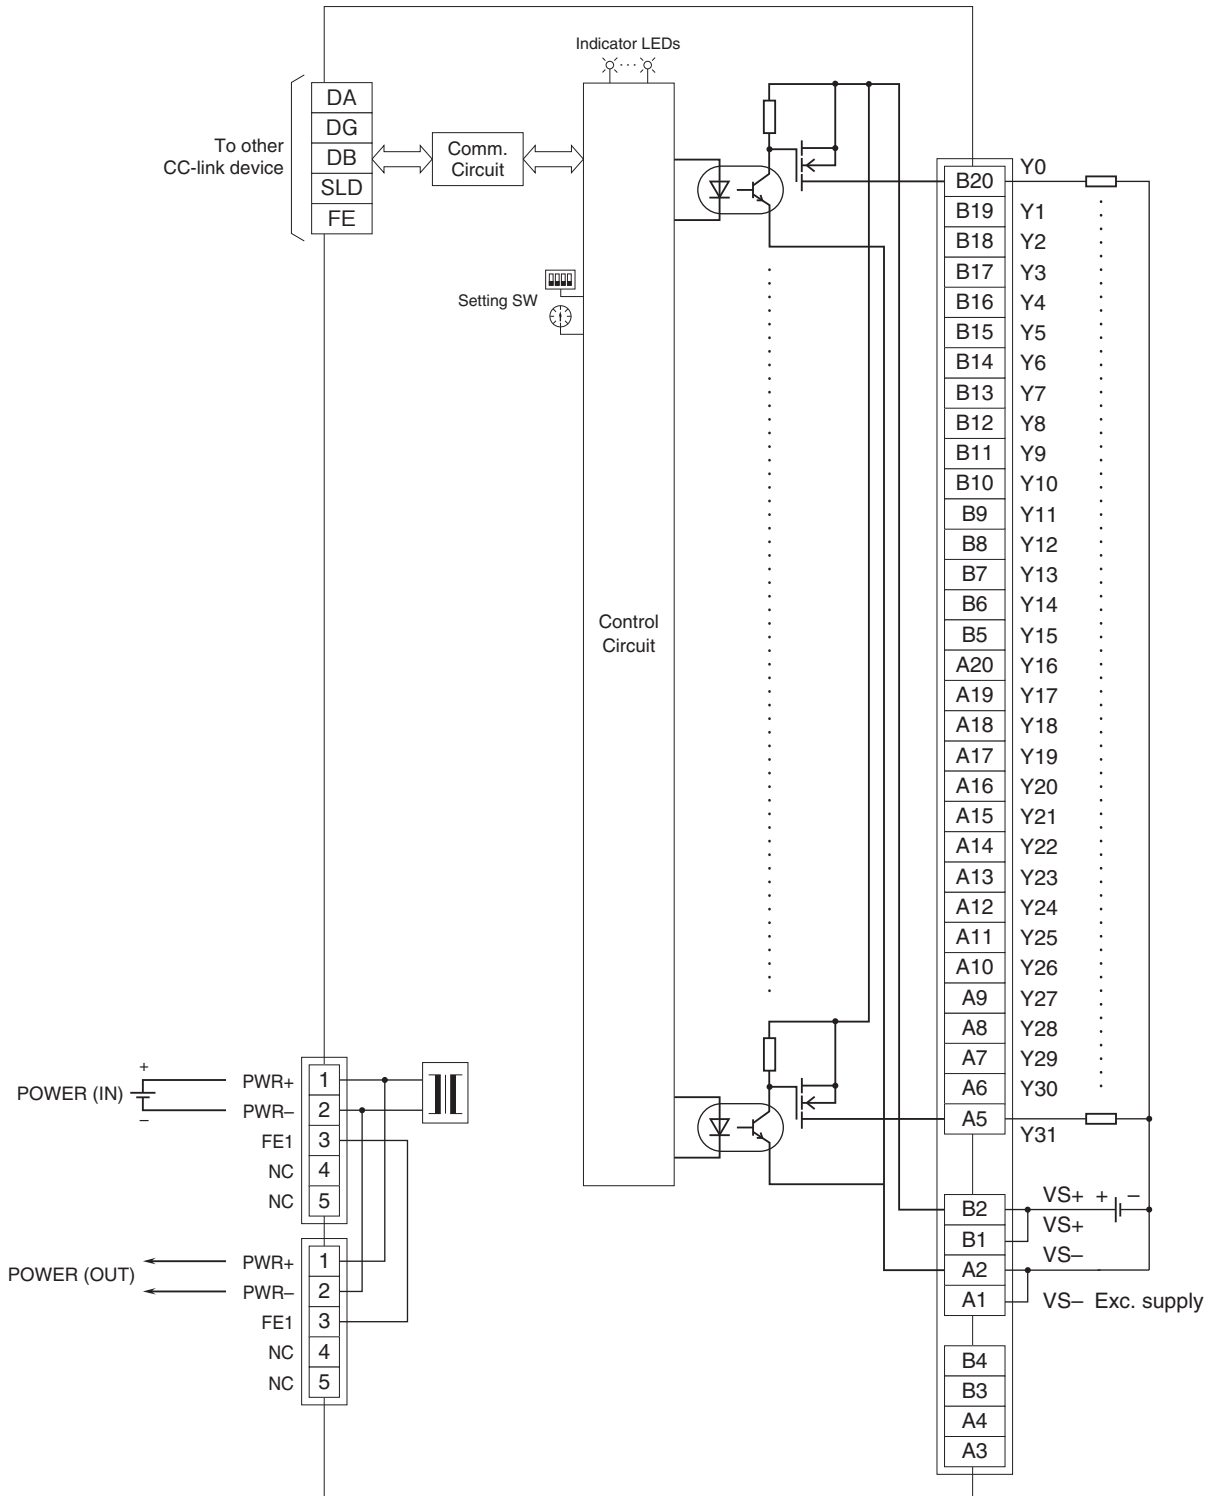 Indicator LEDs
To other
CC-link device
DA
DG
DB
SLD
FE
Comm.
Circuit
Setting SW
Control
Circuit
B20 Y0
B19 Y1
B18 Y2
B17 Y3
B16 Y4
B15 Y5
B14 Y6
B13 Y7
B12 Y8
B11 Y9
B10 Y10
B9 Y11
B8 Y12
B7 Y13
B6 Y14
B5 Y15
A20 Y16
A19 Y17
A18 Y18
A17 Y19
A16 Y20
A15 Y21
A14 Y22
A13 Y23
A12 Y24
A11 Y25
A10 Y26
A9 Y27
A8 Y28
A7 Y29
A6 Y30
A5 Y31
B2 VS+ + –
B1 VS+
A2 VS–
A1 VS– Exc. supply
B4
B3
A4
A3
POWER (IN)
+
–
PWR+ 1
PWR– 2
FE1 3
NC 4
NC 5
POWER (OUT)
PWR+ 1
PWR– 2
FE1 3
NC 4
NC 5